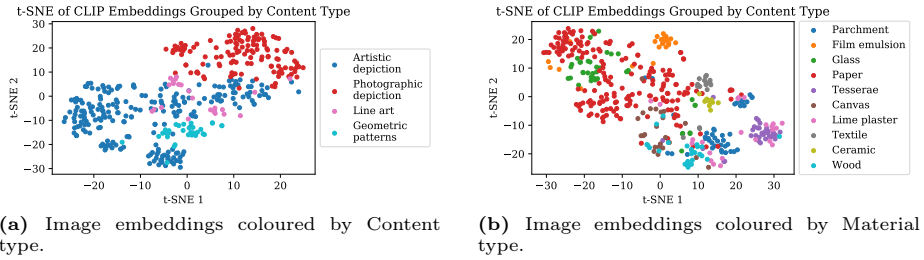 t-SNE of CLIP Embeddings Grouped by Content Type
30
20
10
0
−10
−20
−30
t-SNE 2
−20
−10
0
10
20
t-SNE 1
Artistic
depiction
Photographic
depiction
Line art
Geometric
patterns
(a) Image embeddings coloured by Content
type.
t-SNE of CLIP Embeddings Grouped by Content Type
20
10
0
−10
−20
t-SNE 2
−30
−20
−10
0
10
20
30
t-SNE 1
Parchment
Film emulsion
Glass
Paper
Tesserae
Canvas
Lime plaster
Textile
Ceramic
Wood
(b) Image embeddings coloured by Material
type.